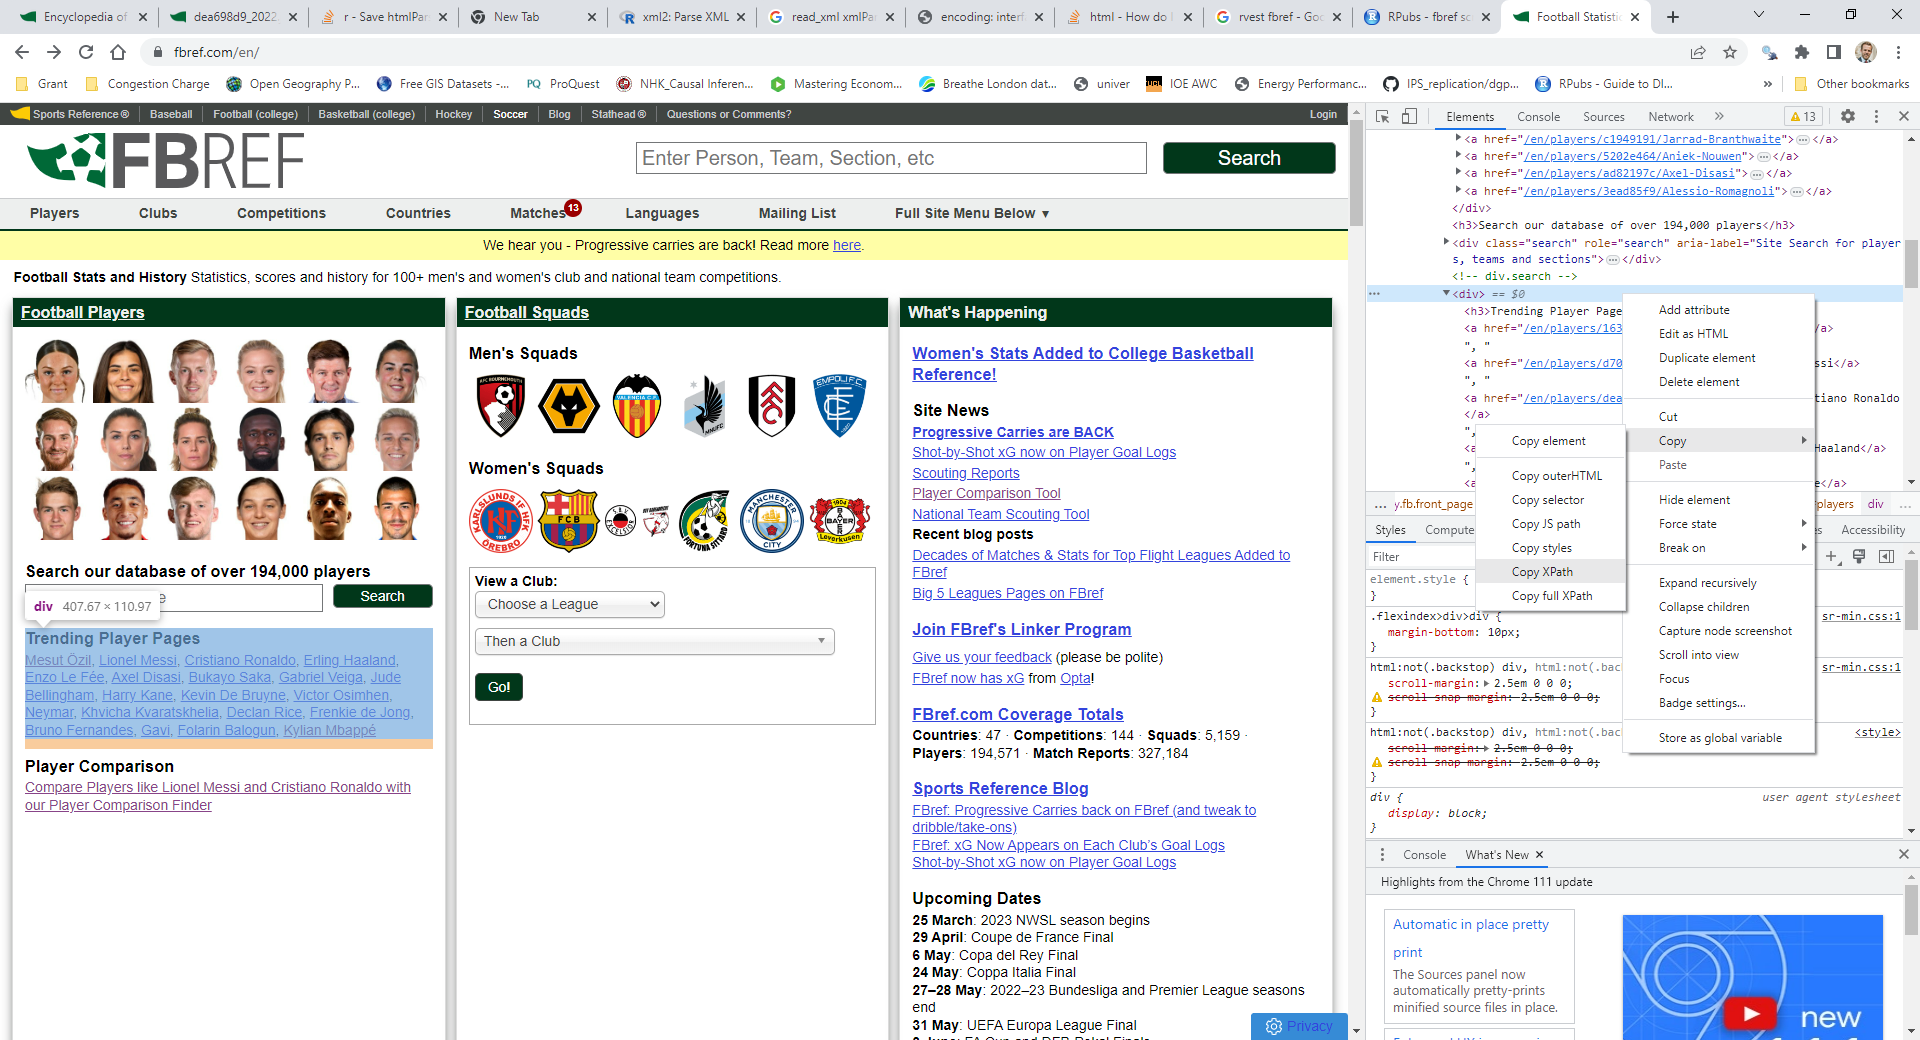 Encyclopedia of
dea698d9_2022
r - Save htmlPar
New Tab
xml2: Parse XML
read_xml xmlPar
encoding: interf
html - How do I
rvest fbref - Goo
RPubs - fbref sc
Football Statistic
fbref.com/en/
Grant
Congestion Charge
Open Geography P...
Free GIS Datasets -...
PQ ProQuest
NHK_Causal Inferen...
Mastering Econom...
Breathe London dat...
univer
IOE AWC
Energy Performanc...
IPS_replication/dgp...
RPubs - Guide to DI...
»
Other bookmarks
Sports Reference ®
Baseball
Football (college)
Basketball (college)
Hockey
Soccer
Blog
Stathead ®
Questions or Comments?
Login
FBREF
Enter Person, Team, Section, etc
Search
Players
Clubs
Competitions
Countries
Matches
13
Languages
Mailing List
Full Site Menu Below ▼
We hear you - Progressive carries are back! Read more here.
Football Stats and History Statistics, scores and history for 100+ men's and women's club and national team competitions.
Football Players
Search our database of over 194,000 players
e
Search
div 407.67 × 110.97
Trending Player Pages
Mesut Özil, Lionel Messi, Cristiano Ronaldo, Erling Haaland,
Enzo Le Fée, Axel Disasi, Bukayo Saka, Gabriel Veiga, Jude
Bellingham, Harry Kane, Kevin De Bruyne, Victor Osimhen,
Neymar, Khvicha Kvaratskhelia, Declan Rice, Frenkie de Jong,
Bruno Fernandes, Gavi, Folarin Balogun, Kylian Mbappé
Player Comparison
Compare Players like Lionel Messi and Cristiano Ronaldo with
our Player Comparison Finder
Football Squads
Men's Squads
Women's Squads
View a Club:
Choose a League
Then a Club
Go!
What's Happening
Women's Stats Added to College Basketball
Reference!
Site News
Progressive Carries are BACK
Shot-by-Shot xG now on Player Goal Logs
Scouting Reports
Player Comparison Tool
National Team Scouting Tool
Recent blog posts
Decades of Matches & Stats for Top Flight Leagues Added to
FBref
Big 5 Leagues Pages on FBref
Join FBref's Linker Program
Give us your feedback (please be polite)
FBref now has xG from Opta!
FBref.com Coverage Totals
Countries: 47 · Competitions: 144 · Squads: 5,159 ·
Players: 194,571 · Match Reports: 327,184
Sports Reference Blog
FBref: Progressive Carries back on FBref (and tweak to
dribble/take-ons)
FBref: xG Now Appears on Each Club's Goal Logs
Shot-by-Shot xG now on Player Goal Logs
Upcoming Dates
25 March: 2023 NWSL season begins
29 April: Coupe de France Final
6 May: Copa del Rey Final
24 May: Coppa Italia Final
27–28 May: 2022–23 Bundesliga and Premier League seasons
end
31 May: UEFA Europa League Final
Privacy
Elements
Console
Sources
Network
»
13
<a href="/en/players/c1949191/Jarrad-Branthwaite">…</a>
<a href="/en/players/5202e464/Aniek-Nouwen">…</a>
<a href="/en/players/ad82197c/Axel-Disasi">…</a>
<a href="/en/players/3ead85f9/Alessio-Romagnoli">…</a>
</div>
<h3>Search our database of over 194,000 players</h3>
<div class="search" role="search" aria-label="Site Search for player
s, teams and sections">…</div>
<!-- div.search -->
<div> == $0
<h3>Trending Player Page
<a href="/en/players/163
/a>
", "
<a href="/en/players/d70
ssi</a>
", "
<a href="/en/players/dea
stiano Ronaldo
</a>
Haaland</a>
<a
e</a>
Add attribute
Edit as HTML
Duplicate element
Delete element
Cut
Copy
Paste
Hide element
Force state
Break on
Expand recursively
Collapse children
Capture node screenshot
Scroll into view
Focus
Badge settings...
Store as global variable
Copy element
Copy outerHTML
Copy selector
Copy JS path
Copy styles
Copy XPath
Copy full XPath
... y.fb.front_page
players
div
...
Styles
Compute
es
Accessibility
Filter
element.style {
}
.flexindex>div>div {
sr-min.css:1
margin-bottom: 10px;
}
html:not(.backstop) div, html:not(.bac
sr-min.css:1
scroll-margin: 2.5em 0 0 0;
scroll-snap-margin: 2.5em 0 0 0;
}
html:not(.backstop) div, html:not(.bac
<style>
scroll-margin: 2.5em 0 0 0;
scroll-snap-margin: 2.5em 0 0 0;
}
div {
user agent stylesheet
display: block;
}
Console
What's New
Highlights from the Chrome 111 update
Automatic in place pretty
print
The Sources panel now
automatically pretty-prints
minified source files in place.
new